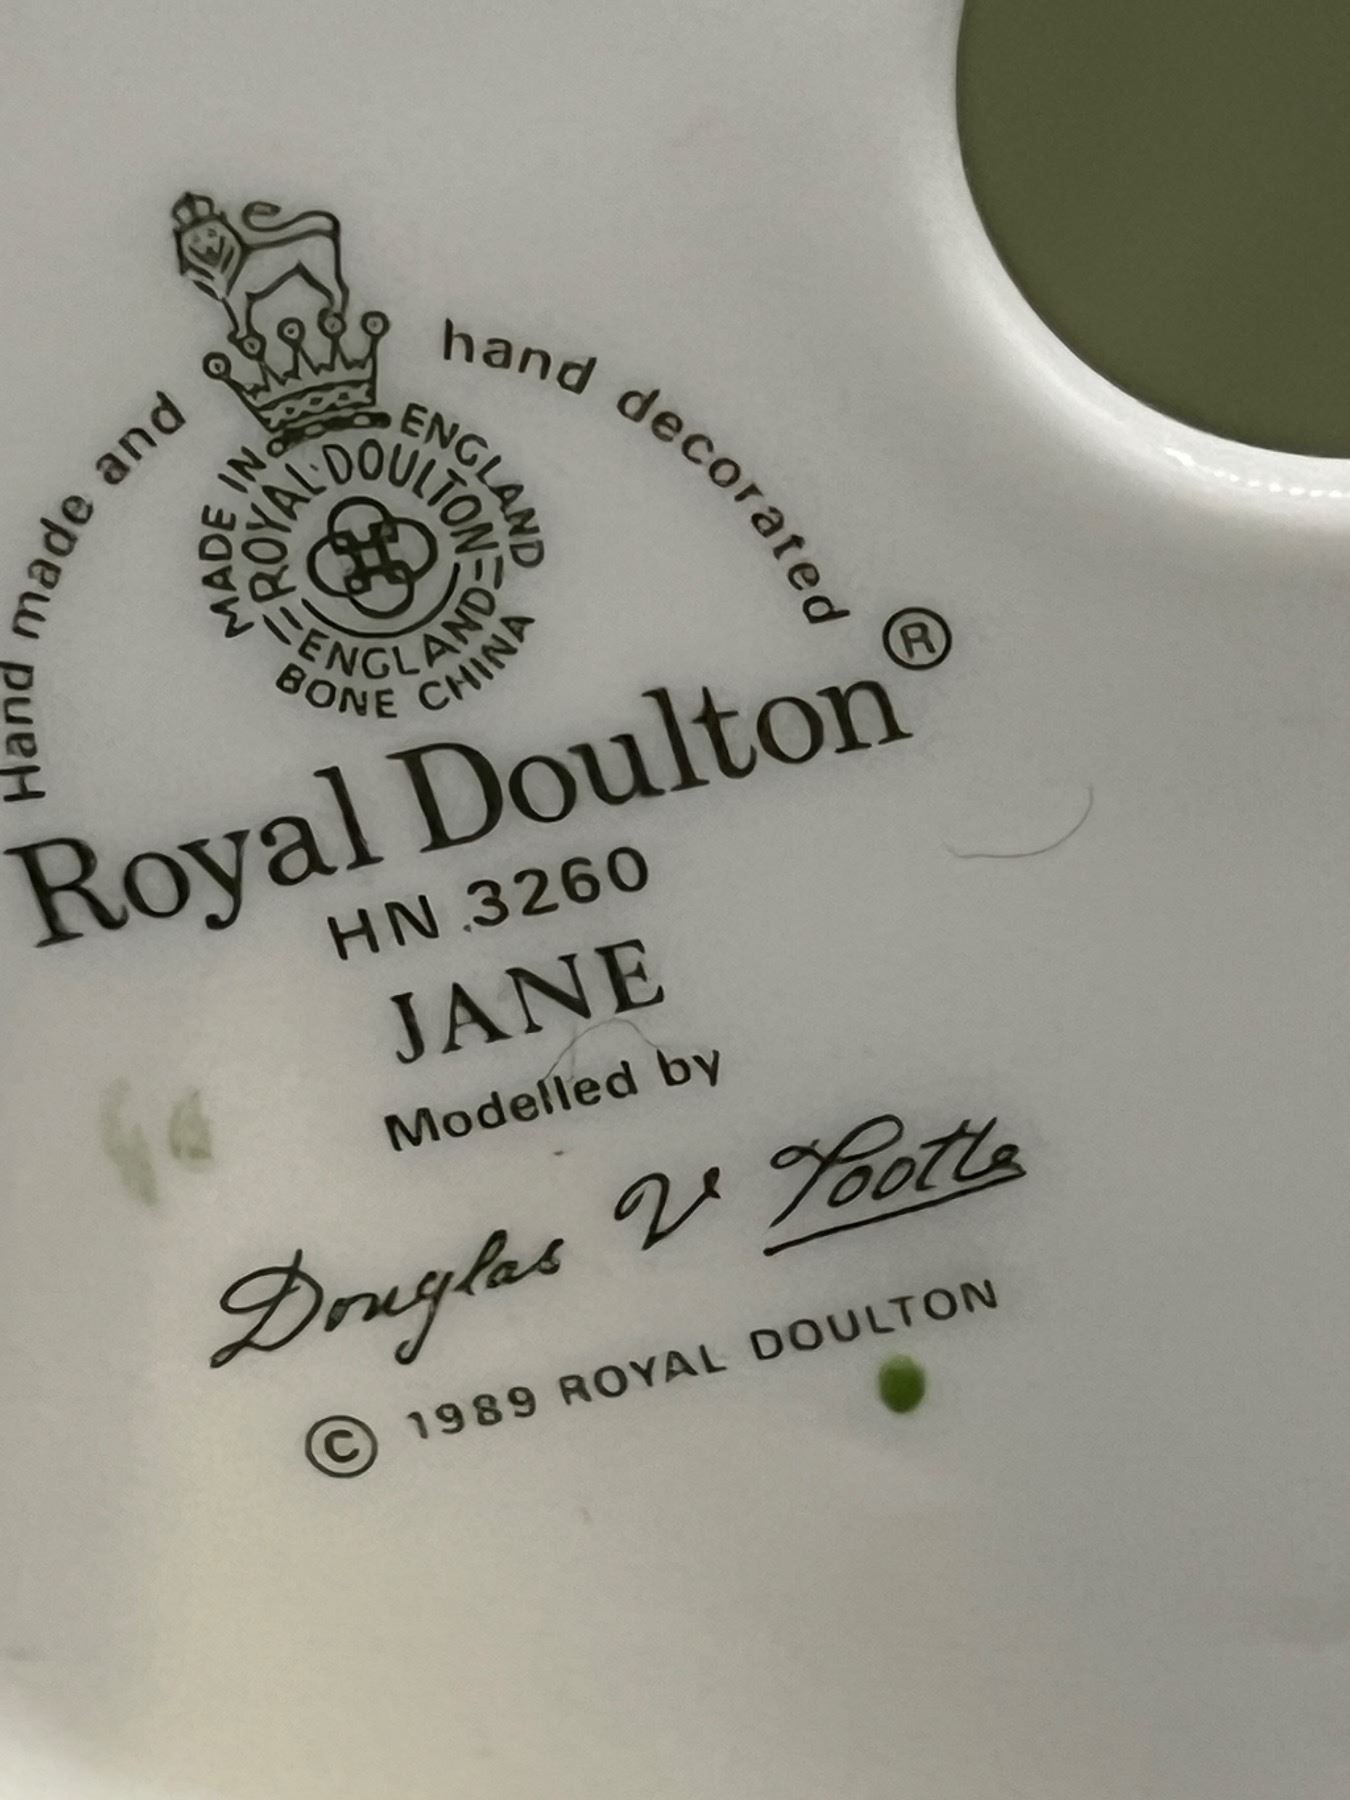 Hand made and hand decorated
MADE IN ENGLAND
ROYAL·DOULTON
ENGLAND
BONE CHINA
Royal Doulton®
HN 3260
JANE
Modelled by
Douglas V Tootle
© 1989 ROYAL DOULTON